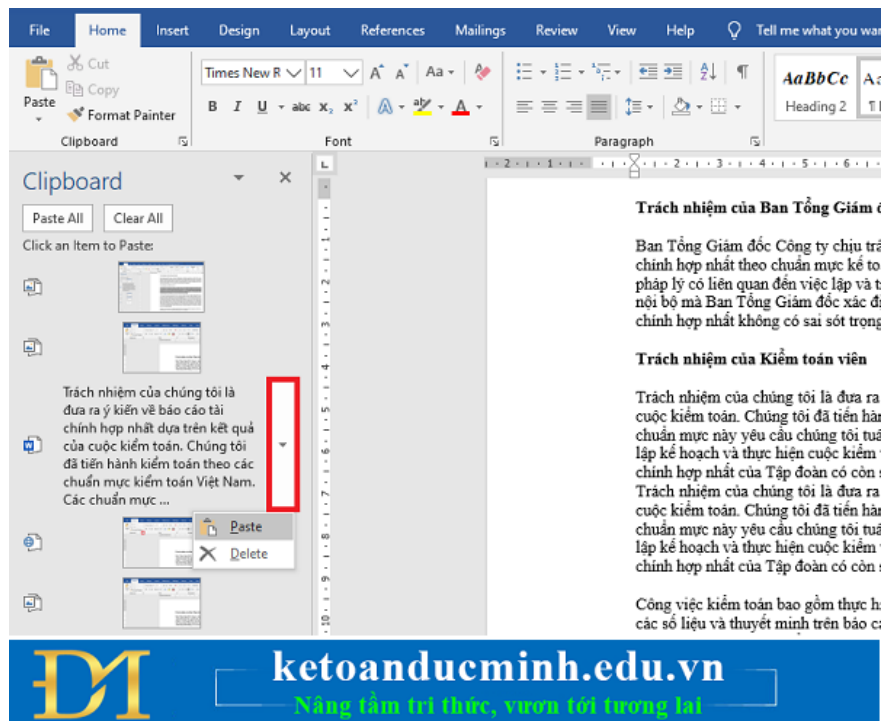 File Home Insert Design Layout References Mailings Review View Help Tell me what you
Cut
Copy
Format Painter
Paste
Clipboard
Times New R 11
Aa
B I U abc X₂ X²
A
Font
Paragraph
AaBbCc
Heading 2
Clipboard
Paste All Clear All
Click an Item to Paste:
Trách nhiệm của chúng tôi là
đưa ra ý kiến về báo cáo tài
chính hợp nhất dựa trên kết quả
của cuộc kiểm toán. Chúng tôi
đã tiến hành kiểm toán theo các
chuẩn mực kiểm toán Việt Nam.
Các chuẩn mực ...
Paste
Delete
Trách nhiệm của Ban Tổng Giám
Ban Tổng Giám đốc Công ty chịu
chính hợp nhất theo chuẩn mực kế
pháp lý có liên quan đến việc lập và
nội bộ mà Ban Tổng Giám đốc xác
chính hợp nhất không có sai sót trọng
Trách nhiệm của Kiểm toán viên
Trách nhiệm của chúng tôi là đưa ra
cuộc kiểm toán. Chúng tôi đã tiến
chuẩn mực này yêu cầu chúng tôi
lập kế hoạch và thực hiện cuộc kiểm
chính hợp nhất của Tập đoàn có còn
Trách nhiệm của chúng tôi là đưa ra
cuộc kiểm toán. Chúng tôi đã tiến
chuẩn mực này yêu cầu chúng tôi
lập kế hoạch và thực hiện cuộc kiểm
chính hợp nhất của Tập đoàn có còn
Công việc kiểm toán bao gồm thực
các số liệu và thuyết minh trên báo
ĐM
ketoanducminh.edu.vn
Nâng tầm tri thức, vươn tới tương lai